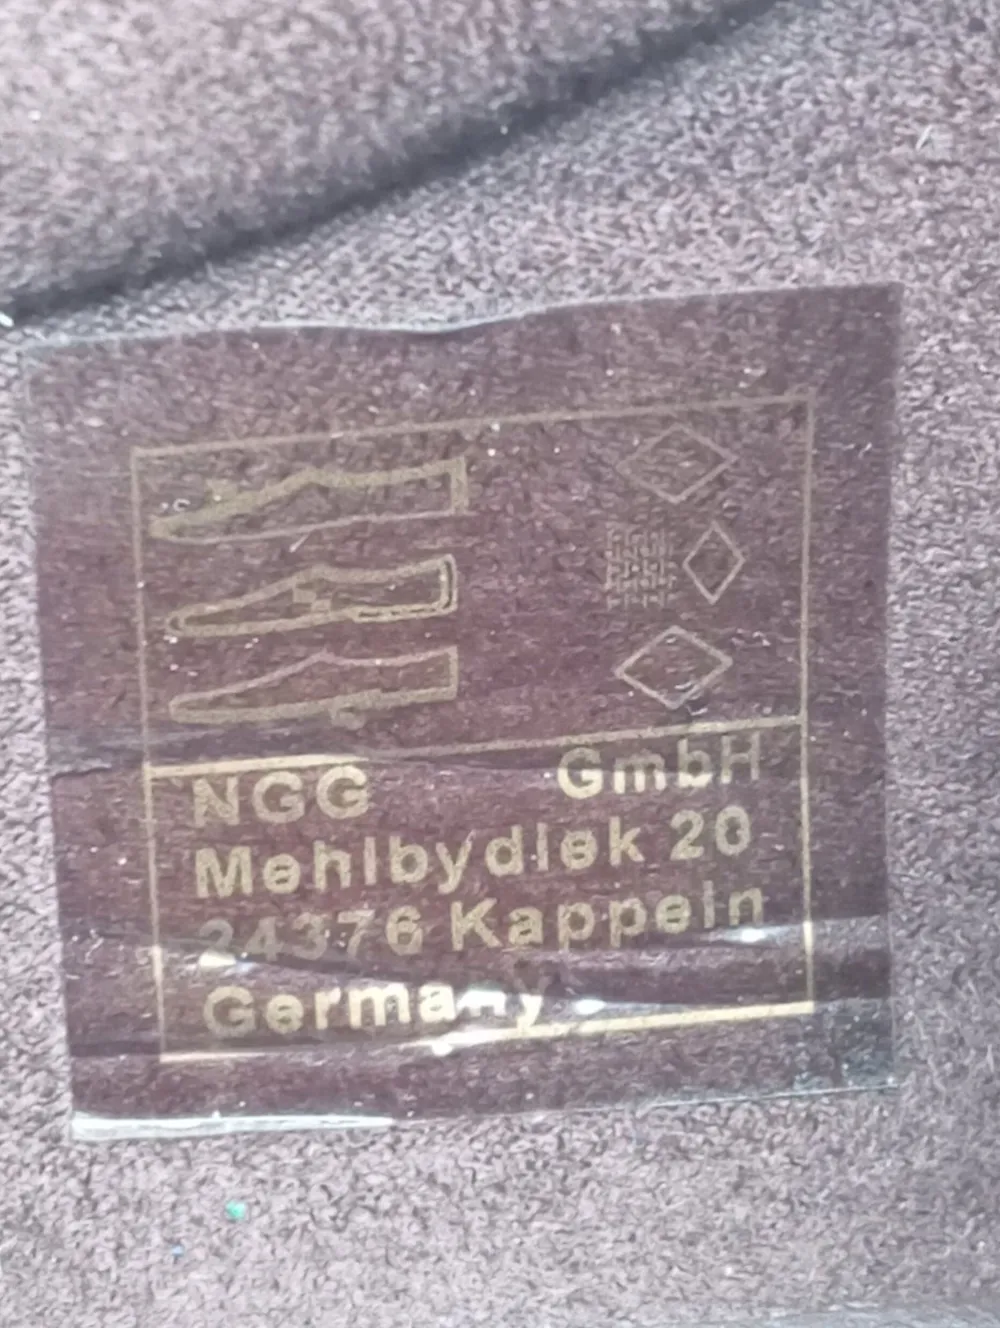 NGG GmbH
Mehlbydiek 20
24376 Kappeln
Germany